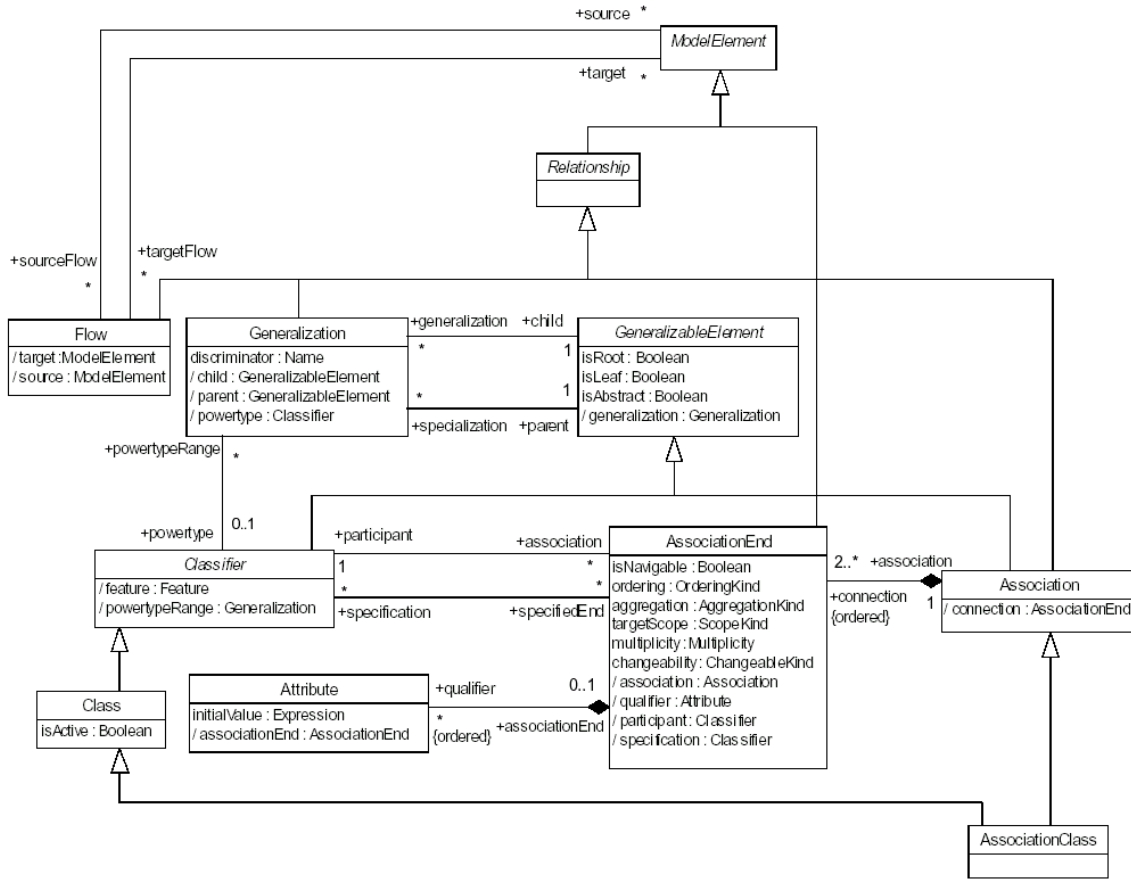 +source *
ModelElement
+target *
Relationship
+sourceFlow
*
+targetFlow
*
Flow
/ target :ModelElement
/ source : ModelElement
Generalization
discriminator : Name
/ child : GeneralizableElement
/ parent : GeneralizableElement
/ powertype : Classifier
+generalization +child
* 1
* 1
+specialization +parent
GeneralizableElement
isRoot : Boolean
isLeaf : Boolean
isAbstract : Boolean
/ generalization : Generalization
+powertypeRange *
+powertype 0..1
Classifier
/ feature : Feature
/ powertypeRange : Generalization
+participant +association
1 *
* *
+specification +specifiedEnd
AssociationEnd
isNavigable : Boolean
ordering : OrderingKind
aggregation : AggregationKind
targetScope : ScopeKind
multiplicity : Multiplicity
changeability : ChangeableKind
/ association : Association
/ qualifier : Attribute
/ participant : Classifier
/ specification : Classifier
2..* +association
+connection 1
{ordered}
Association
/ connection : AssociationEnd
Class
isActive : Boolean
Attribute
initialValue : Expression
/ associationEnd : AssociationEnd
+qualifier 0..1
* +associationEnd
{ordered}
AssociationClass